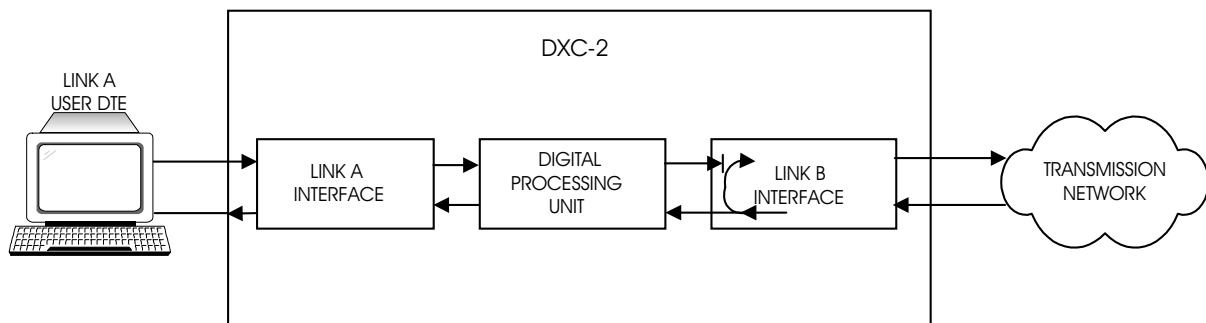 DXC-2
LINK A
USER DTE
LINK A
INTERFACE
DIGITAL
PROCESSING
UNIT
LINK B
INTERFACE
TRANSMISSION
NETWORK